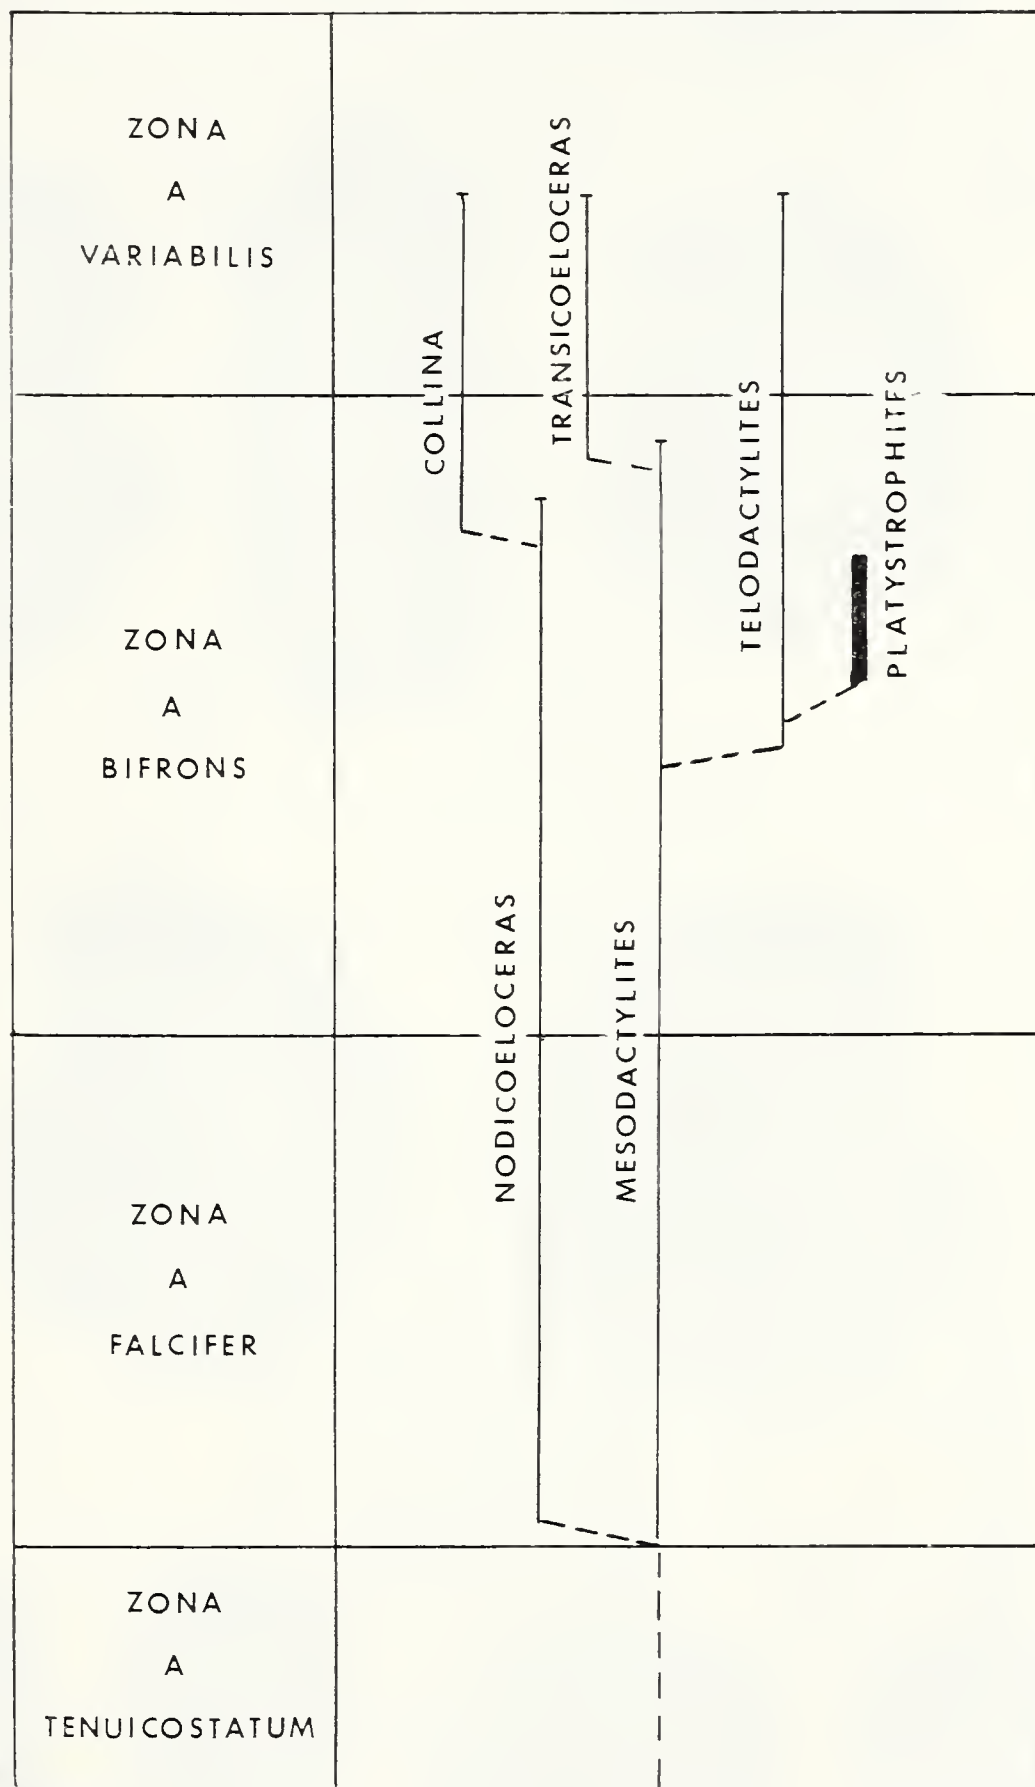 ZONA
A
VARIABILIS
ZONA
A
BIFRONS
ZONA
A
FALCIFER
ZONA
A
TENUICOSTATUM
COLLINA
TRANSICOELOCERAS
TELODACTYLITES
PLATYSTROPHITES
NODICOELOCERAS
MESODACTYLITES